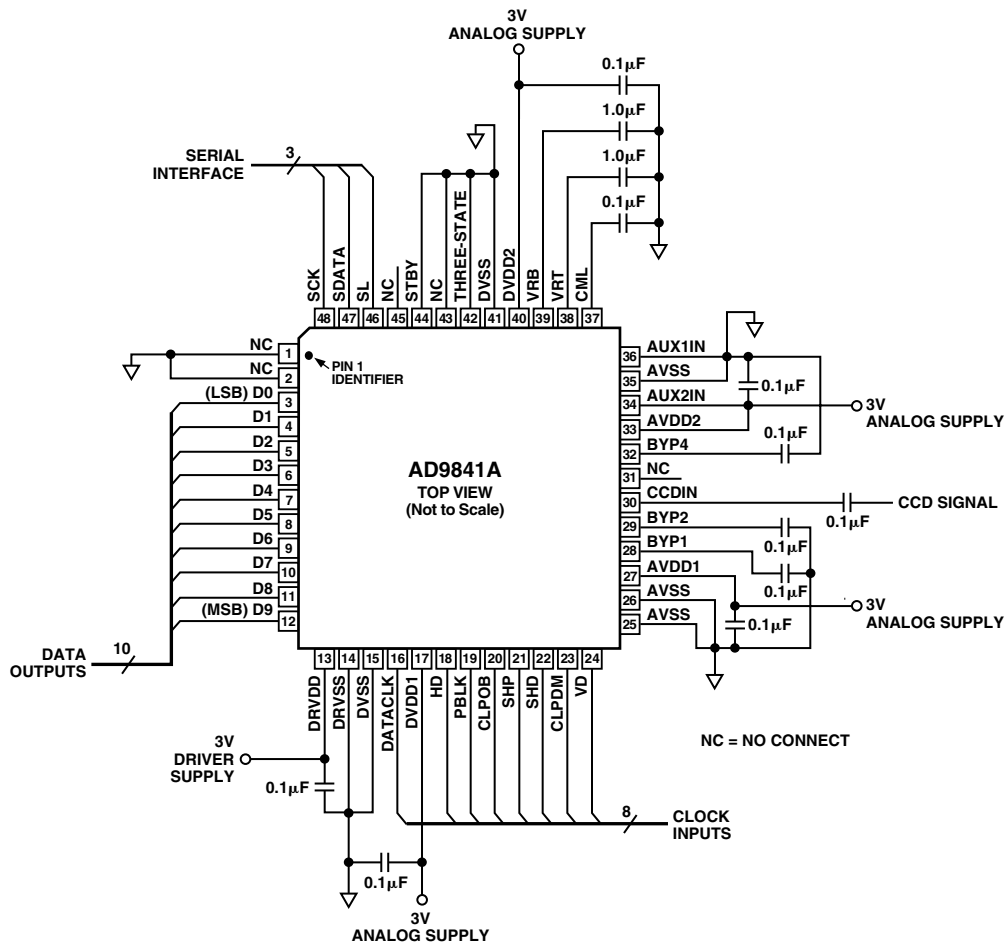 3V
ANALOG SUPPLY
0.1µF
1.0µF
1.0µF
0.1µF
SERIAL
INTERFACE
3
SCK
SDATA
SL
NC
STBY
NC
THREE-STATE
DVSS
DVDD2
VRB
VRT
CML
48
47
46
45
44
43
42
41
40
39
38
37
NC
1
NC
2
(LSB) D0
3
D1
4
D2
5
D3
6
D4
7
D5
8
D6
9
D7
10
D8
11
(MSB) D9
12
DATA
OUTPUTS
10
PIN 1
IDENTIFIER
AD9841A
TOP VIEW
(Not to Scale)
36
AUX1IN
35
AVSS
34
AUX2IN
33
AVDD2
32
BYP4
31
NC
30
CCDIN
29
BYP2
28
BYP1
27
AVDD1
26
AVSS
25
AVSS
0.1µF
3V
ANALOG SUPPLY
0.1µF
CCD SIGNAL
0.1µF
0.1µF
0.1µF
3V
ANALOG SUPPLY
0.1µF
13
14
15
16
17
18
19
20
21
22
23
24
DRVDD
DRVSS
DVSS
DATACLK
DVDD1
HD
PBLK
CLPOB
SHP
SHD
CLPDM
VD
NC = NO CONNECT
3V
DRIVER
SUPPLY
0.1µF
8
CLOCK
INPUTS
0.1µF
3V
ANALOG SUPPLY